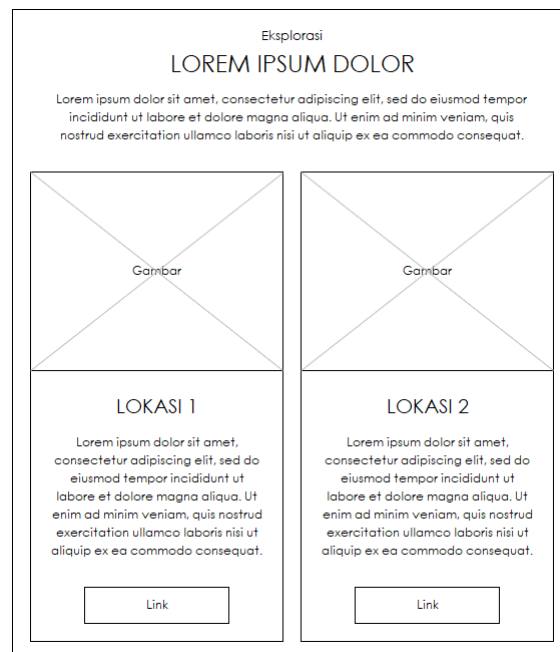 Eksplorasi
LOREM IPSUM DOLOR
Lorem ipsum dolor sit amet, consectetur adipiscing elit, sed do eiusmod tempor
incididunt ut labore et dolore magna aliqua. Ut enim ad minim veniam, quis
nostrud exercitation ullamco laboris nisi ut aliquip ex ea commodo consequat.
Gambar
LOKASI 1
Lorem ipsum dolor sit amet,
consectetur adipiscing elit, sed do
eiusmod tempor incididunt ut
labore et dolore magna aliqua. Ut
enim ad minim veniam, quis nostrud
exercitation ullamco laboris nisi ut
aliquip ex ea commodo consequat.
Link
Gambar
LOKASI 2
Lorem ipsum dolor sit amet,
consectetur adipiscing elit, sed do
eiusmod tempor incididunt ut
labore et dolore magna aliqua. Ut
enim ad minim veniam, quis nostrud
exercitation ullamco laboris nisi ut
aliquip ex ea commodo consequat.
Link